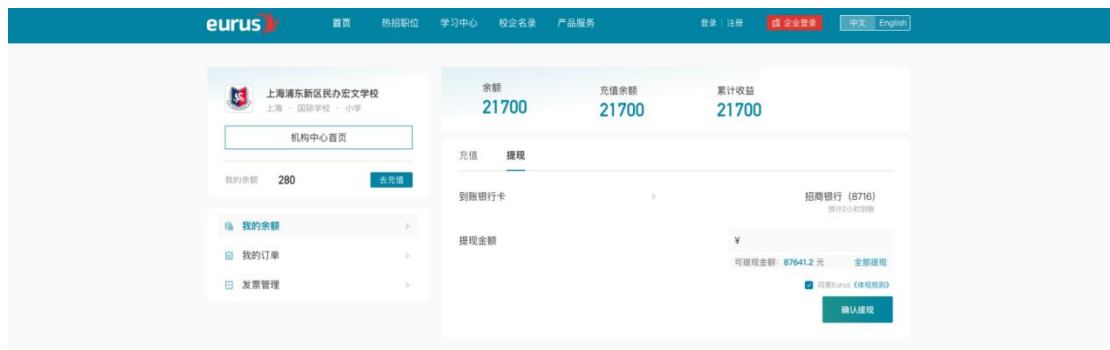 eurus
首页 热招职位 学习中心 校企名录 产品服务 登录 | 注册 企业登录 中文 English
上海浦东新区民办宏文学校
上海 · 国际学校 · 小学
机构中心首页
我的余额 280 去充值
我的余额
我的订单
发票管理
余额 充值余额 累计收益
21700 21700 21700
充值 提现
到账银行卡 招商银行（8716）
预计2小时到账
提现金额 ¥
可提现金额: 87641.2 元 全部提现
同意Eurus《体现规则》
确认提现